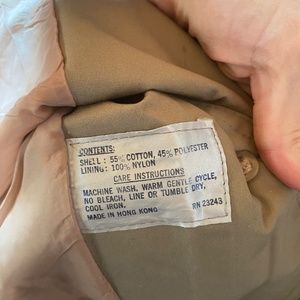 CONTENTS:
SHELL: 55% COTTON, 45% POLYESTER
LINING: 100% NYLON
CARE INSTRUCTIONS
MACHINE WASH. WARM GENTLE CYCLE,
NO BLEACH, LINE OR TUMBLE DRY,
COOL IRON.
MADE IN HONG KONG RN 23243